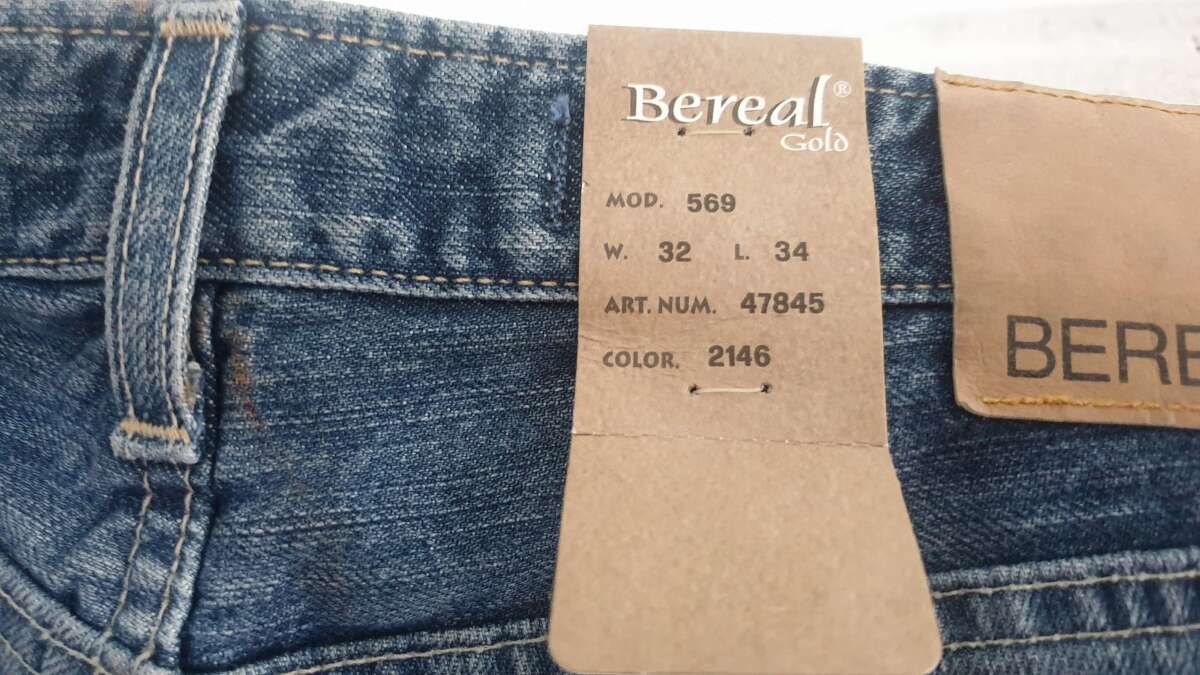 Bereal®
Gold
MOD. 569
W. 32 L. 34
ART. NUM. 47845
COLOR. 2146
BERE